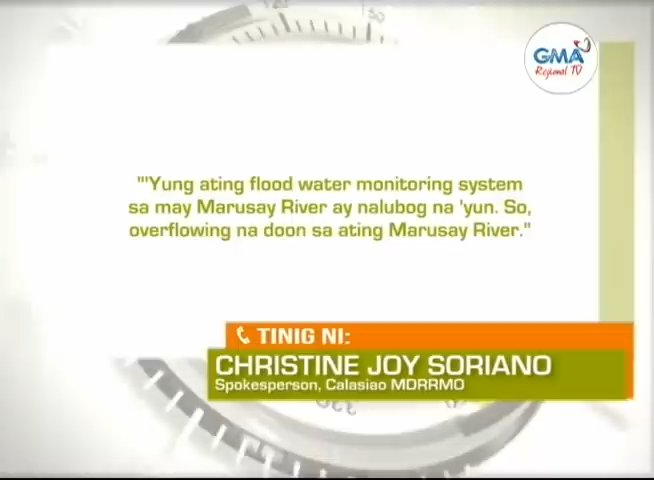 GMA
Regional TV
"'Yung ating flood water monitoring system
sa may Marusay River ay nalubog na 'yun. So,
overflowing na doon sa ating Marusay River."
TINIG NI:
CHRISTINE JOY SORIANO
Spokesperson, Calasiao MDRRMO